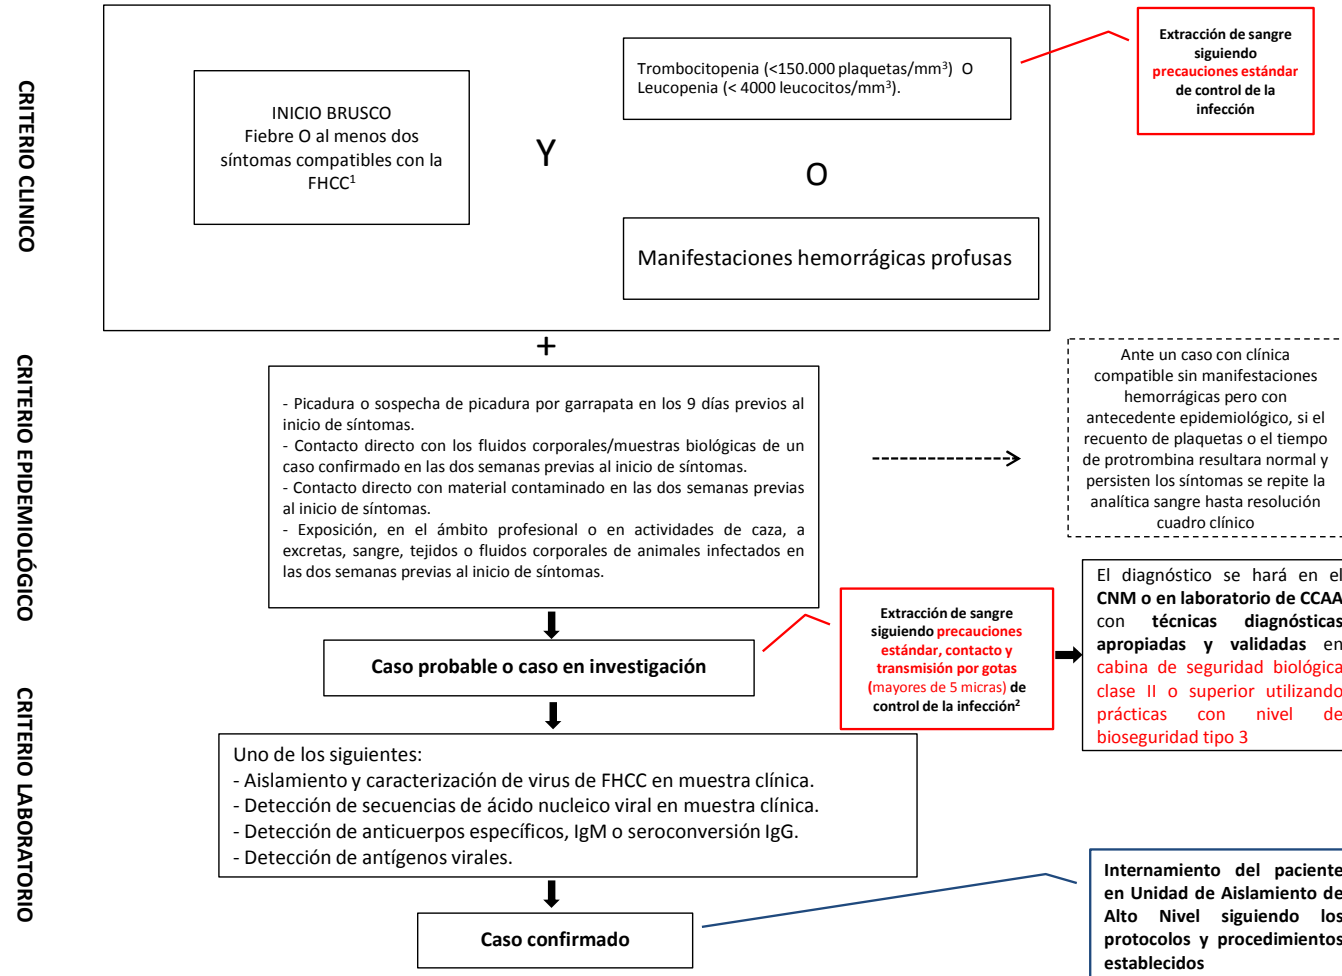 CRITERIO CLINICO
INICIO BRUSCO
Fiebre O al menos dos
síntomas compatibles con la
FHCC1
Y
Trombocitopenia (<150.000 plaquetas/mm3) O
Leucopenia (< 4000 leucocitos/mm3).
O
Manifestaciones hemorrágicas profusas
Extracción de sangre
siguiendo
precauciones estándar
de control de la
infección
+
CRITERIO EPIDEMIOLÓGICO
- Picadura o sospecha de picadura por garrapata en los 9 días previos al
inicio de síntomas.
- Contacto directo con los fluidos corporales/muestras biológicas de un
caso confirmado en las dos semanas previas al inicio de síntomas.
- Contacto directo con material contaminado en las dos semanas previas
al inicio de síntomas.
- Exposición, en el ámbito profesional o en actividades de caza, a
excretas, sangre, tejidos o fluidos corporales de animales infectados en
las dos semanas previas al inicio de síntomas.
Ante un caso con clínica
compatible sin manifestaciones
hemorrágicas pero con
antecedente epidemiológico, si el
recuento de plaquetas o el tiempo
de protrombina resultara normal y
persisten los síntomas se repite la
analítica sangre hasta resolución
cuadro clínico
Caso probable o caso en investigación
Extracción de sangre
siguiendo precauciones
estándar, contacto y
transmisión por gotas
(mayores de 5 micras) de
control de la infección2
El diagnóstico se hará en el
CNM o en laboratorio de CCAA
con técnicas diagnósticas
apropiadas y validadas en
cabina de seguridad biológica
clase II o superior utilizando
prácticas con nivel de
bioseguridad tipo 3
CRITERIO LABORATORIO
Uno de los siguientes:
- Aislamiento y caracterización de virus de FHCC en muestra clínica.
- Detección de secuencias de ácido nucleico viral en muestra clínica.
- Detección de anticuerpos específicos, IgM o seroconversión IgG.
- Detección de antígenos virales.
Caso confirmado
Internamiento del paciente
en Unidad de Aislamiento de
Alto Nivel siguiendo los
protocolos y procedimientos
establecidos